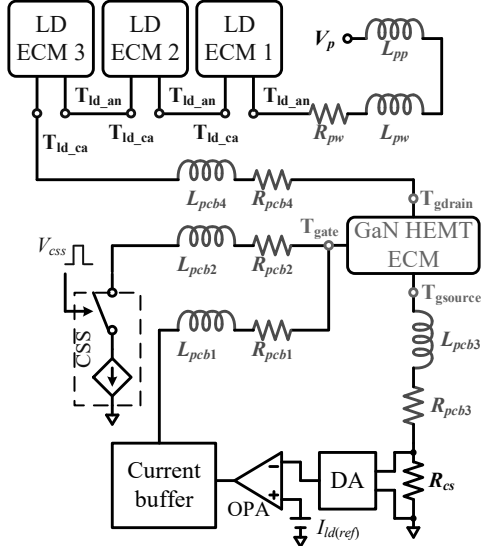 LD
ECM 3
LD
ECM 2
LD
ECM 1
V_p
L_pp
T_ld_an
T_ld_an
T_ld_an
T_ld_ca
T_ld_ca
T_ld_ca
R_pw
L_pw
L_pcb4
R_pcb4
T_gdrain
T_gate
GaN HEMT
ECM
V_css
L_pcb2
R_pcb2
T_gsource
CSS
L_pcb1
R_pcb1
L_pcb3
R_pcb3
Current
buffer
OPA
-
+
DA
R_cs
I_ld(ref)